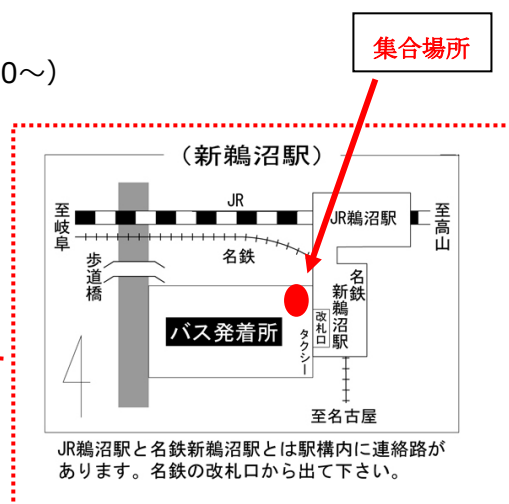 集合場所
0～)
（新鵜沼駅）
JR
JR鵜沼駅
至岐阜
至高山
名鉄
歩道橋
名鉄
新鵜沼駅
改札口
バス発着所
タクシー
至名古屋
JR鵜沼駅と名鉄新鵜沼駅とは駅構内に連絡路が
あります。名鉄の改札口から出て下さい。